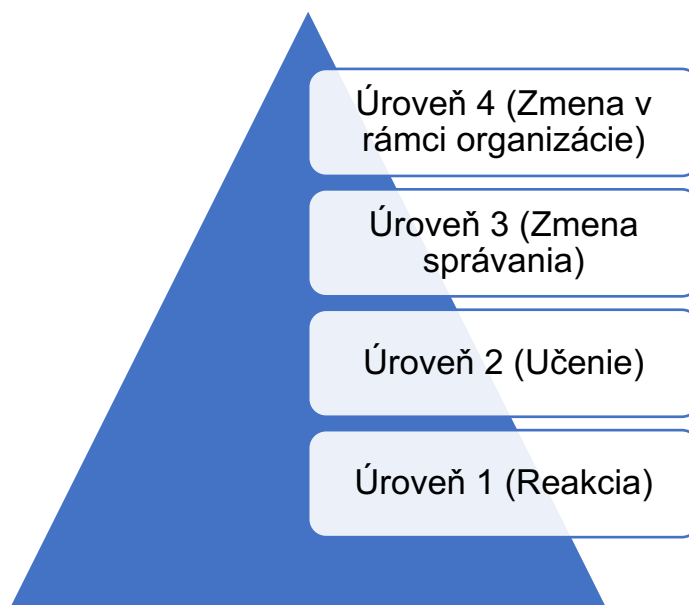 Úroveň 4 (Zmena v
rámci organizácie)
Úroveň 3 (Zmena
správania)
Úroveň 2 (Učenie)
Úroveň 1 (Reakcia)